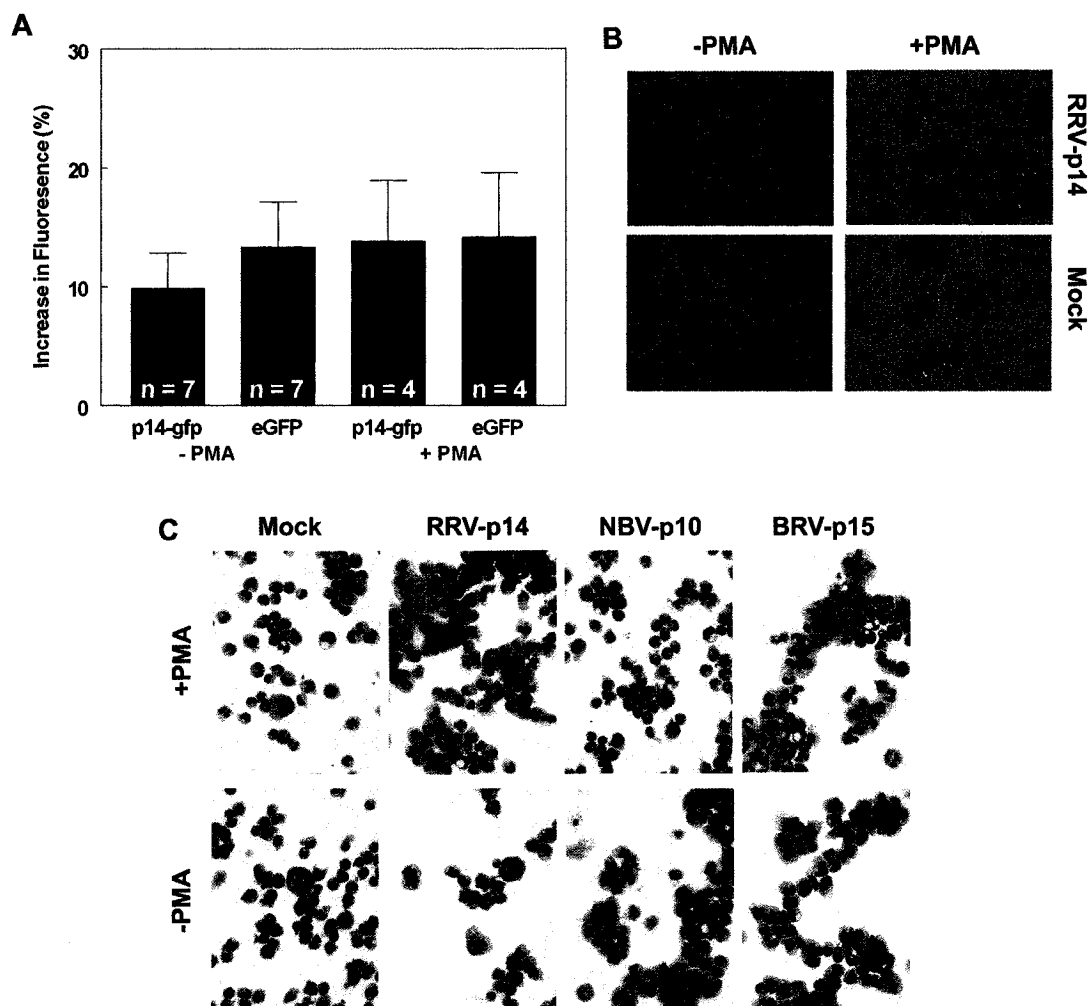 A
Increase in Fluoresence (%)
30
20
10
0
n = 7
n = 7
n = 4
n = 4
p14-gfp
eGFP
p14-gfp
eGFP
- PMA
+ PMA
B
-PMA
+PMA
RRV-p14
Mock
C
Mock
RRV-p14
NBV-p10
BRV-p15
+PMA
-PMA